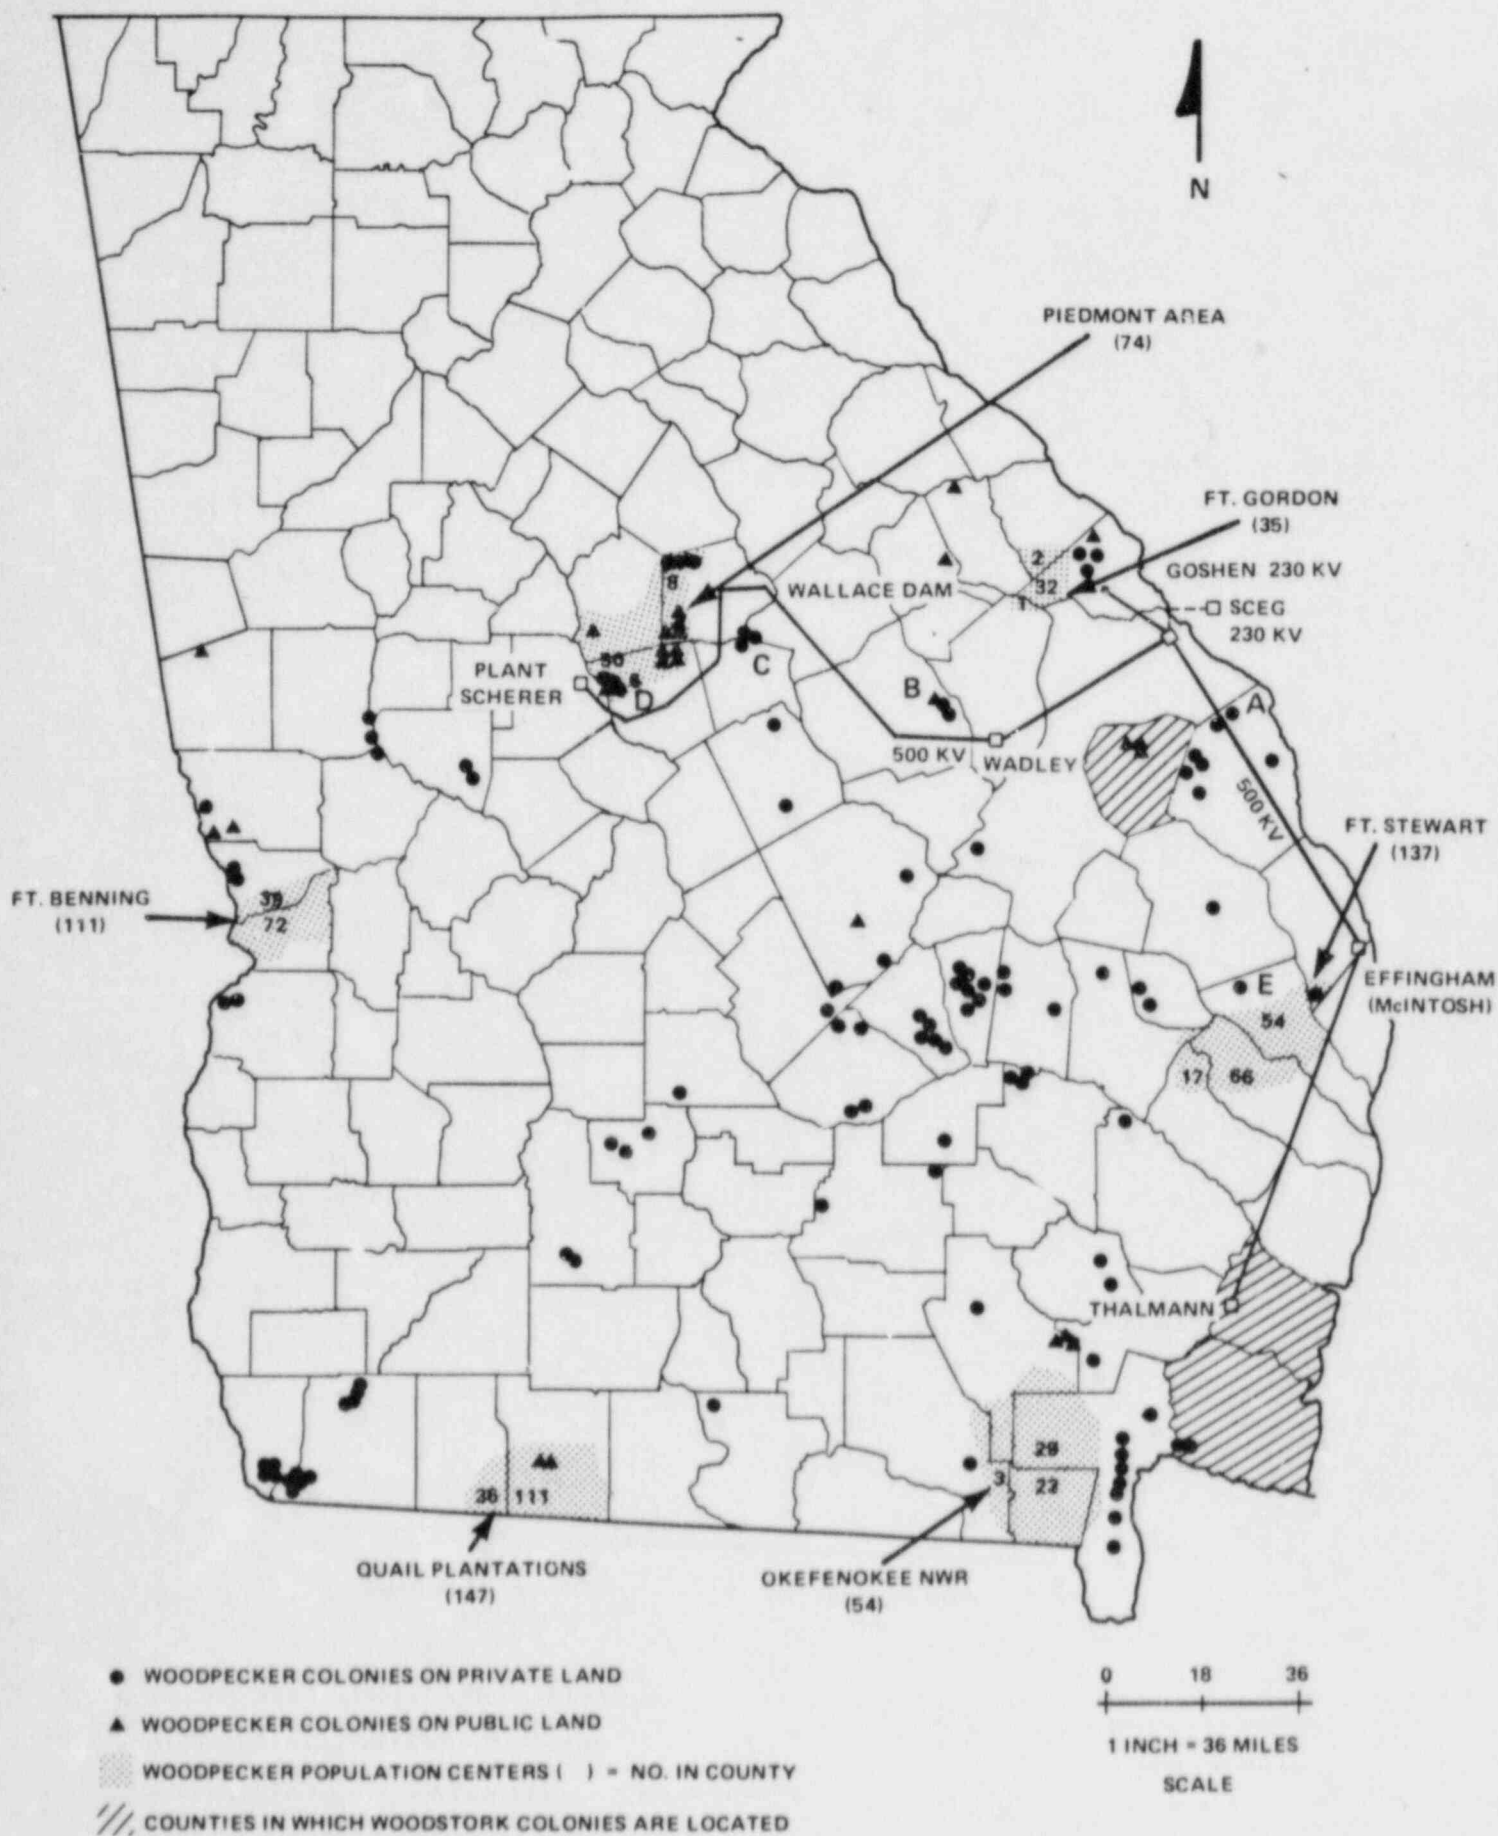 N
PIEDMONT AREA
(74)
FT. GORDON
(35)
2
GOSHEN 230 KV
8
32
WALLACE DAM
1
SCEG
230 KV
50
PLANT
SCHERER
6
C
D
B
A
500 KV
WADLEY
500 KV
FT. STEWART
(137)
FT. BENNING
(111)
39
72
E
EFFINGHAM
(McINTOSH)
54
17
66
THALMANN
29
3
23
36
111
QUAIL PLANTATIONS
(147)
OKEFENOKEE NWR
(54)
WOODPECKER COLONIES ON PRIVATE LAND
WOODPECKER COLONIES ON PUBLIC LAND
WOODPECKER POPULATION CENTERS ( ) = NO. IN COUNTY
COUNTIES IN WHICH WOODSTORK COLONIES ARE LOCATED
0 18 36
1 INCH = 36 MILES
SCALE